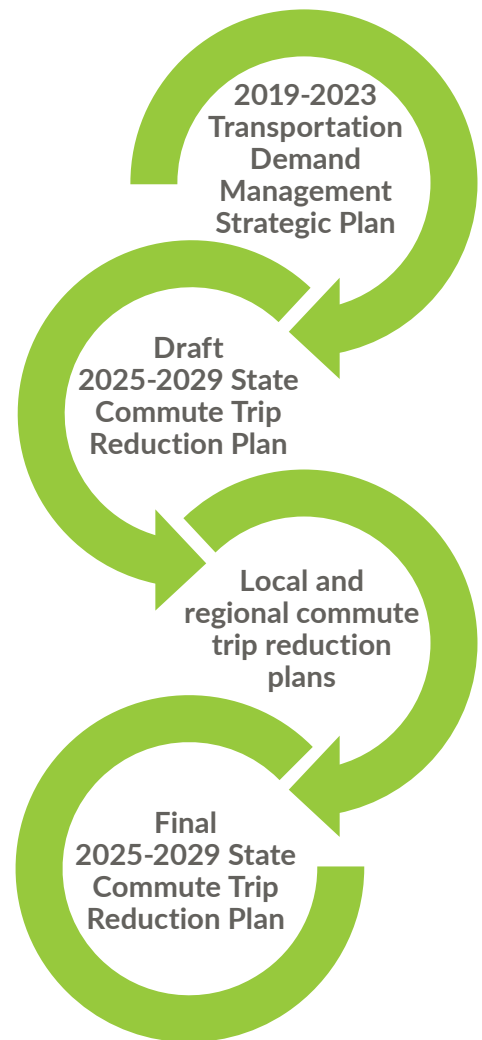 2019-2023
Transportation
Demand
Management
Strategic Plan
Draft
2025-2029 State
Commute Trip
Reduction Plan
Local and
regional commute
trip reduction
plans
Final
2025-2029 State
Commute Trip
Reduction Plan